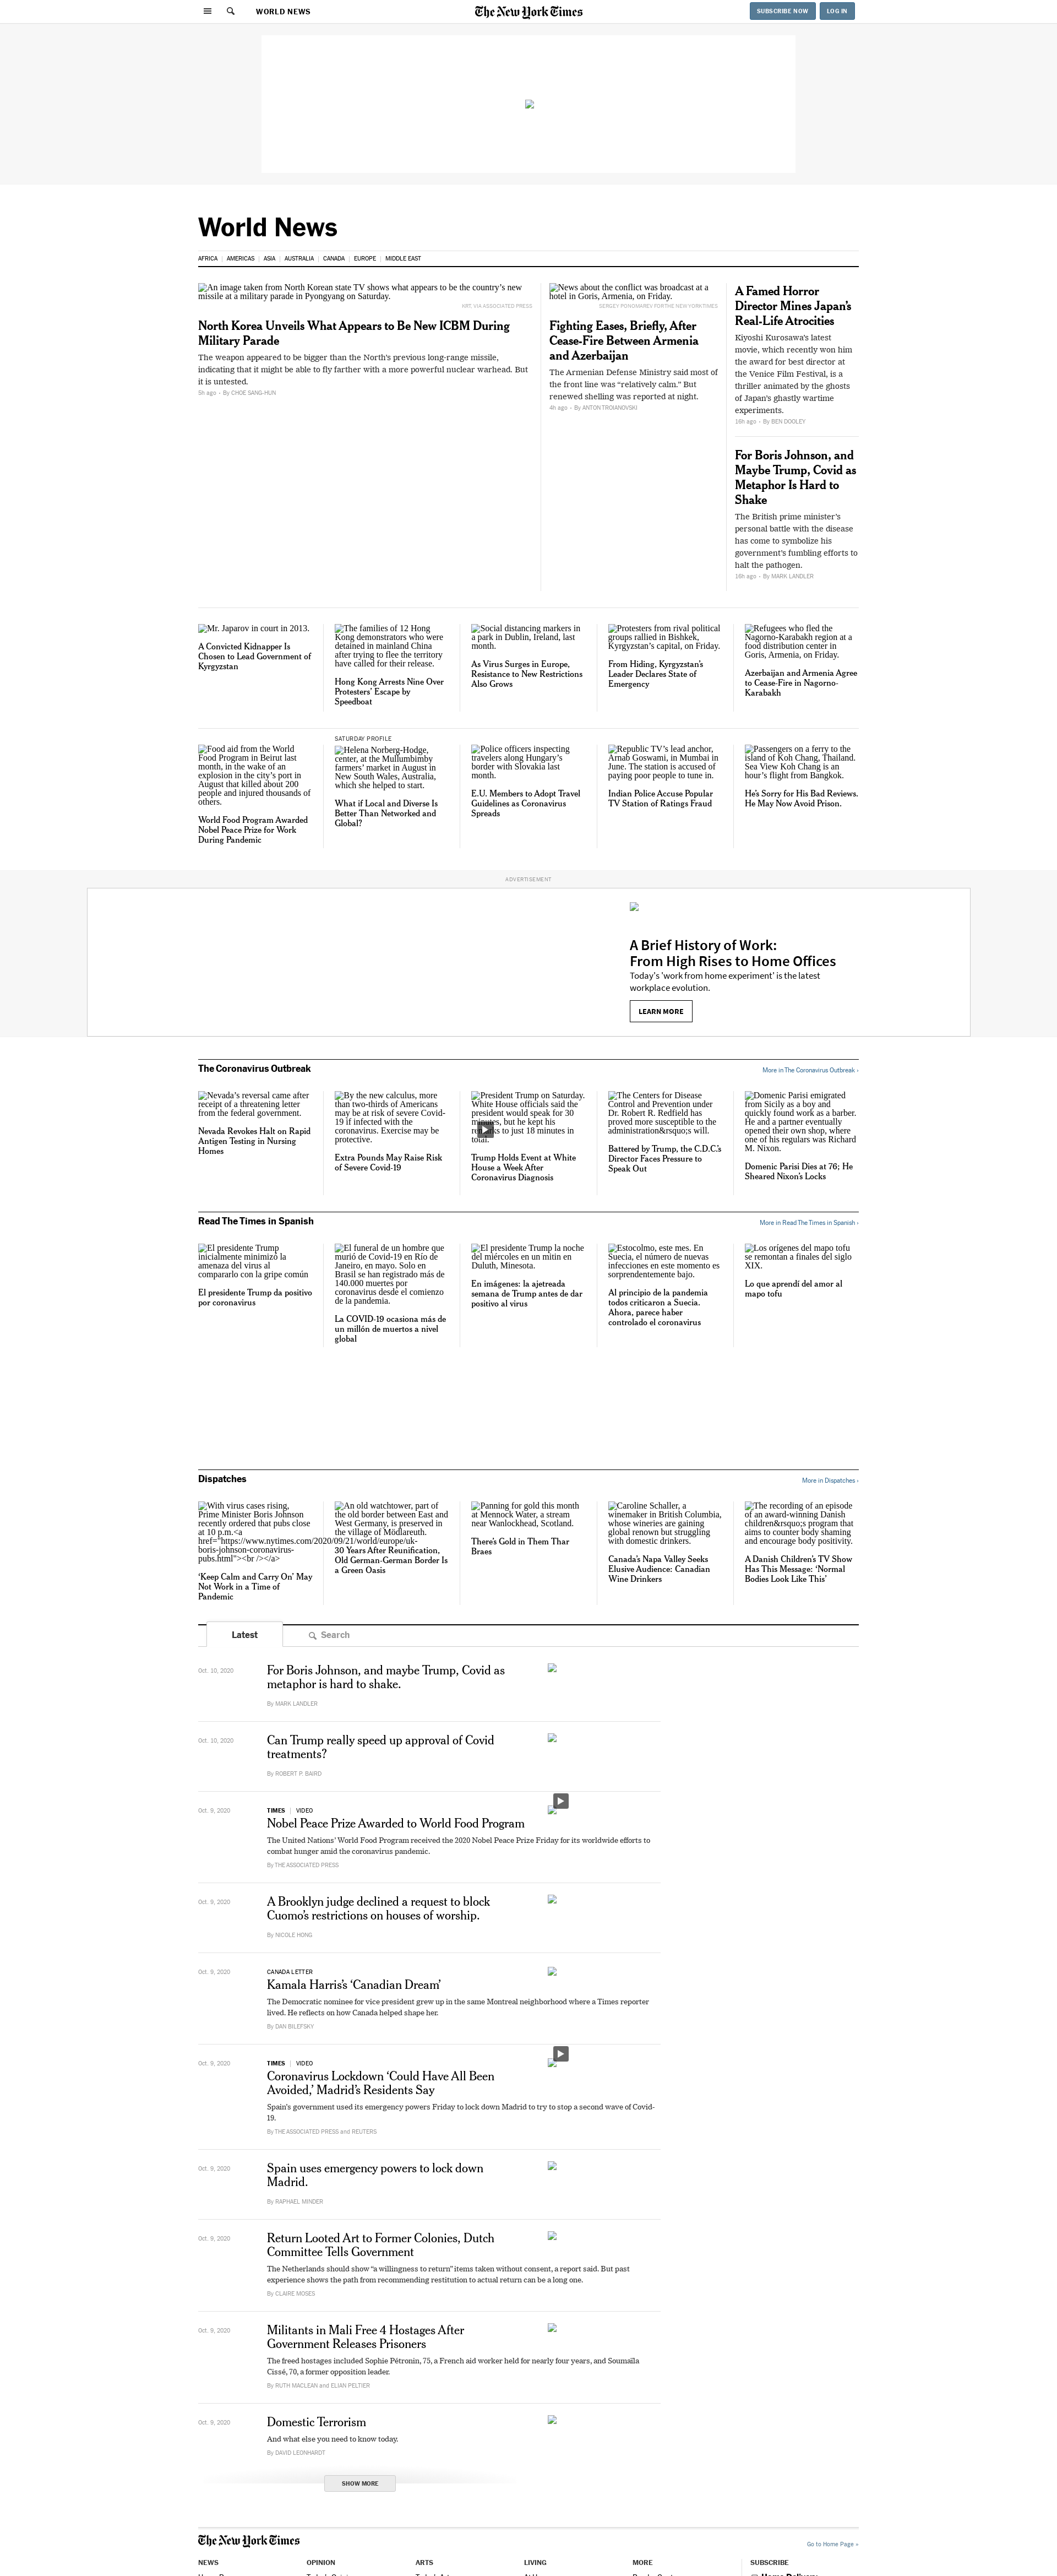 WORLD NEWS
The New York Times
SUBSCRIBE NOW
LOG IN
World News
AFRICA | AMERICAS | ASIA | AUSTRALIA | CANADA | EUROPE | MIDDLE EAST
An image taken from North Korean state TV shows what appears to be the country's new
missile at a military parade in Pyongyang on Saturday.
KRT, VIA ASSOCIATED PRESS
North Korea Unveils What Appears to Be New ICBM During
Military Parade
The weapon appeared to be bigger than the North's previous long-range missile,
indicating that it might be able to fly farther with a more powerful nuclear warhead. But
it is untested.
5h ago · By CHOE SANG-HUN
News about the conflict was broadcast at a
hotel in Goris, Armenia, on Friday.
SERGEY PONOMAREV FOR THE NEW YORK TIMES
Fighting Eases, Briefly, After
Cease-Fire Between Armenia
and Azerbaijan
The Armenian Defense Ministry said most of
the front line was “relatively calm.” But
renewed shelling was reported at night.
4h ago · By ANTON TROIANOVSKI
A Famed Horror
Director Mines Japan’s
Real-Life Atrocities
Kiyoshi Kurosawa’s latest
movie, which recently won him
the award for best director at
the Venice Film Festival, is a
thriller animated by the ghosts
of Japan’s ghastly wartime
experiments.
16h ago · By BEN DOOLEY
For Boris Johnson, and
Maybe Trump, Covid as
Metaphor Is Hard to
Shake
The British prime minister’s
personal battle with the disease
has come to symbolize his
government’s fumbling efforts to
halt the pathogen.
16h ago · By MARK LANDLER
Mr. Japarov in court in 2013.
A Convicted Kidnapper Is
Chosen to Lead Government of
Kyrgyzstan
The families of 12 Hong
Kong demonstrators who were
detained in mainland China
after trying to flee the territory
have called for their release.
Hong Kong Arrests Nine Over
Protesters’ Escape by
Speedboat
Social distancing markers in
a park in Dublin, Ireland, last
month.
As Virus Surges in Europe,
Resistance to New Restrictions
Also Grows
Protesters from rival political
groups rallied in Bishkek,
Kyrgyzstan’s capital, on Friday.
From Hiding, Kyrgyzstan’s
Leader Declares State of
Emergency
Refugees who fled the
Nagorno-Karabakh region at a
food distribution center in
Goris, Armenia, on Friday.
Azerbaijan and Armenia Agree
to Cease-Fire in Nagorno-
Karabakh
Food aid from the World
Food Program in Beirut last
month, in the wake of an
explosion in the city’s port in
August that killed about 200
people and injured thousands of
others.
World Food Program Awarded
Nobel Peace Prize for Work
During Pandemic
SATURDAY PROFILE
Helena Norberg-Hodge,
center, at the Mullumbimby
farmers’ market in August in
New South Wales, Australia,
which she helped to start.
What if Local and Diverse Is
Better Than Networked and
Global?
Police officers inspecting
travelers along Hungary’s
border with Slovakia last
month.
E.U. Members to Adopt Travel
Guidelines as Coronavirus
Spreads
Republic TV’s lead anchor,
Arnab Goswami, in Mumbai in
June. The station is accused of
paying poor people to tune in.
Indian Police Accuse Popular
TV Station of Ratings Fraud
Passengers on a ferry to the
island of Koh Chang, Thailand.
Sea View Koh Chang is an
hour’s flight from Bangkok.
He’s Sorry for His Bad Reviews.
He May Now Avoid Prison.
ADVERTISEMENT
A Brief History of Work:
From High Rises to Home Offices
Today's 'work from home experiment' is the latest
workplace evolution.
LEARN MORE
The Coronavirus Outbreak
More in The Coronavirus Outbreak ›
Nevada’s reversal came after
receipt of a threatening letter
from the federal government.
Nevada Revokes Halt on Rapid
Antigen Testing in Nursing
Homes
By the new calculus, more
than two-thirds of Americans
may be at risk of severe Covid-
19 if infected with the
coronavirus. Exercise may be
protective.
Extra Pounds May Raise Risk
of Severe Covid-19
President Trump on Saturday.
White House officials said the
president would speak for 30
minutes, but he kept his
to just 18 minutes in
total.
Trump Holds Event at White
House a Week After
Coronavirus Diagnosis
The Centers for Disease
Control and Prevention under
Dr. Robert R. Redfield has
proved more susceptible to the
administration&rsquo;s will.
Battered by Trump, the C.D.C.’s
Director Faces Pressure to
Speak Out
Domenic Parisi emigrated
from Sicily as a boy and
quickly found work as a barber.
He and a partner eventually
opened their own shop, where
one of his regulars was Richard
M. Nixon.
Domenic Parisi Dies at 76; He
Sheared Nixon’s Locks
Read The Times in Spanish
More in Read The Times in Spanish ›
El presidente Trump
inicialmente minimizó la
amenaza del virus al
compararlo con la gripe común
El presidente Trump da positivo
por coronavirus
El funeral de un hombre que
murió de Covid-19 en Río de
Janeiro, en mayo. Solo en
Brasil se han registrado más de
140.000 muertes por
coronavirus desde el comienzo
de la pandemia.
La COVID-19 ocasiona más de
un millón de muertos a nivel
global
El presidente Trump la noche
del miércoles en un mitin en
Duluth, Minesota.
En imágenes: la ajetreada
semana de Trump antes de dar
positivo al virus
Estocolmo, este mes. En
Suecia, el número de nuevas
infecciones en este momento es
sorprendentemente bajo.
Al principio de la pandemia
todos criticaron a Suecia.
Ahora, parece haber
controlado el coronavirus
Los orígenes del mapo tofu
se remontan a finales del siglo
XIX.
Lo que aprendí del amor al
mapo tofu
Dispatches
More in Dispatches ›
With virus cases rising,
Prime Minister Boris Johnson
recently ordered that pubs close
at 10 p.m.<a
href="https://www.nytimes.com/2020/09/21/world/europe/uk-
boris-johnson-coronavirus-
pubs.html"><br /></a>
‘Keep Calm and Carry On’ May
Not Work in a Time of
Pandemic
An old watchtower, part of
the old border between East and
West Germany, is preserved in
the village of Mödlareuth.
30 Years After Reunification,
Old German-German Border Is
a Green Oasis
Panning for gold this month
at Mennock Water, a stream
near Wanlockhead, Scotland.
There’s Gold in Them Thar
Braes
Caroline Schaller, a
winemaker in British Columbia,
whose wineries are gaining
global renown but struggling
with domestic drinkers.
Canada’s Napa Valley Seeks
Elusive Audience: Canadian
Wine Drinkers
The recording of an episode
of an award-winning Danish
children&rsquo;s program that
aims to counter body shaming
and encourage body positivity.
A Danish Children’s TV Show
Has This Message: ‘Normal
Bodies Look Like This’
Latest
Search
Oct. 10, 2020
For Boris Johnson, and maybe Trump, Covid as
metaphor is hard to shake.
By MARK LANDLER
Oct. 10, 2020
Can Trump really speed up approval of Covid
treatments?
By ROBERT P. BAIRD
Oct. 9, 2020
TIMES | VIDEO
Nobel Peace Prize Awarded to World Food Program
The United Nations’ World Food Program received the 2020 Nobel Peace Prize Friday for its worldwide efforts to
combat hunger amid the coronavirus pandemic.
By THE ASSOCIATED PRESS
Oct. 9, 2020
A Brooklyn judge declined a request to block
Cuomo’s restrictions on houses of worship.
By NICOLE HONG
Oct. 9, 2020
CANADA LETTER
Kamala Harris’s ‘Canadian Dream’
The Democratic nominee for vice president grew up in the same Montreal neighborhood where a Times reporter
lived. He reflects on how Canada helped shape her.
By DAN BILEFSKY
Oct. 9, 2020
TIMES | VIDEO
Coronavirus Lockdown ‘Could Have All Been
Avoided,’ Madrid’s Residents Say
Spain’s government used its emergency powers Friday to lock down Madrid to try to stop a second wave of Covid-
19.
By THE ASSOCIATED PRESS and REUTERS
Oct. 9, 2020
Spain uses emergency powers to lock down
Madrid.
By RAPHAEL MINDER
Oct. 9, 2020
Return Looted Art to Former Colonies, Dutch
Committee Tells Government
The Netherlands should show “a willingness to return” items taken without consent, a report said. But past
experience shows the path from recommending restitution to actual return can be a long one.
By CLAIRE MOSES
Oct. 9, 2020
Militants in Mali Free 4 Hostages After
Government Releases Prisoners
The freed hostages included Sophie Pétronin, 75, a French aid worker held for nearly four years, and Soumaïla
Cissé, 70, a former opposition leader.
By RUTH MACLEAN and ELIAN PELTIER
Oct. 9, 2020
Domestic Terrorism
And what else you need to know today.
By DAVID LEONHARDT
SHOW MORE
The New York Times
Go to Home Page »
NEWS
OPINION
ARTS
LIVING
MORE
SUBSCRIBE